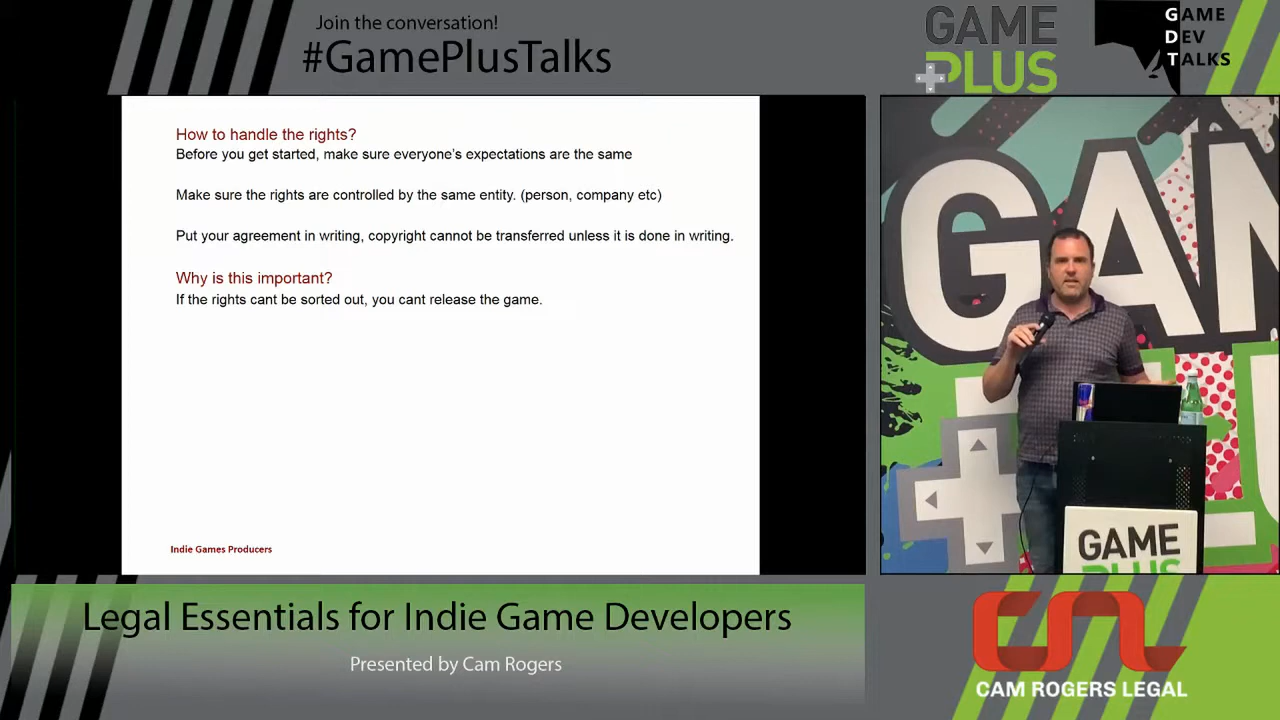 Join the conversation!
#GamePlusTalks
GAME
PLUS
GAME
DEV
TALKS
How to handle the rights?
Before you get started, make sure everyone's expectations are the same
Make sure the rights are controlled by the same entity. (person, company etc)
Put your agreement in writing, copyright cannot be transferred unless it is done in writing.
Why is this important?
If the rights cant be sorted out, you cant release the game.
Indie Games Producers
GAME
PLUS
Legal Essentials for Indie Game Developers
Presented by Cam Rogers
CAM ROGERS LEGAL